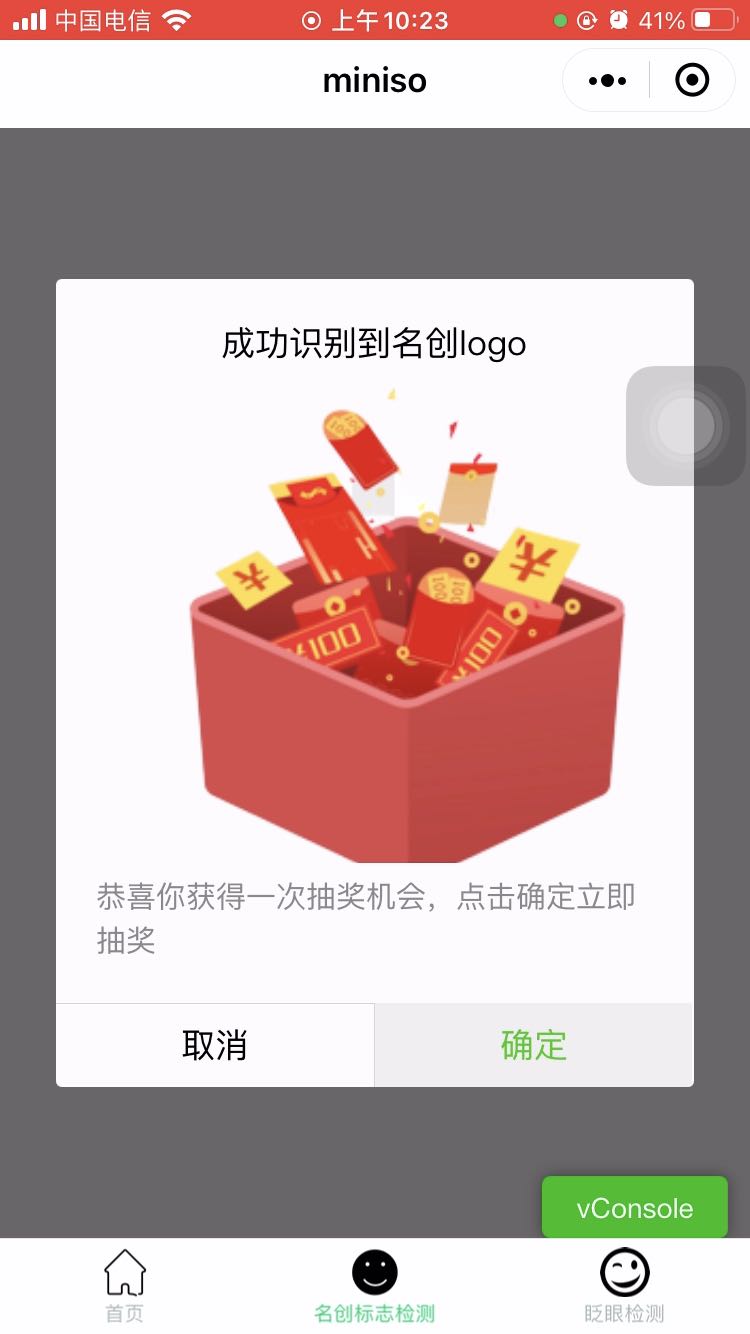 中国电信 上午10:23 41%
miniso
成功识别到名创logo
100
100
¥100
100
¥100
恭喜你获得一次抽奖机会，点击确定立即
抽奖
取消 确定
vConsole
首页 名创标志检测 眨眼检测